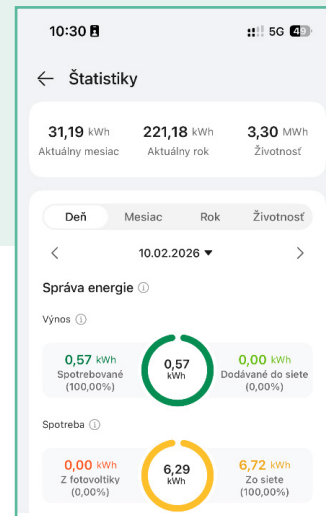 10:30 5G 49
Štatistiky
31,19 kWh 221,18 kWh 3,30 MWh
Aktuálny mesiac Aktuálny rok Životnosť
Deň Mesiac Rok Životnosť
10.02.2026
Správa energie
Výnos
0,57 kWh 0,57 0,00 kWh
Spotrebované kWh Dodávané do siete
(100,00%) (0,00%)
Spotreba
0,00 kWh 6,29 6,72 kWh
Z fotovoltiky kWh Zo siete
(0,00%) (100,00%)